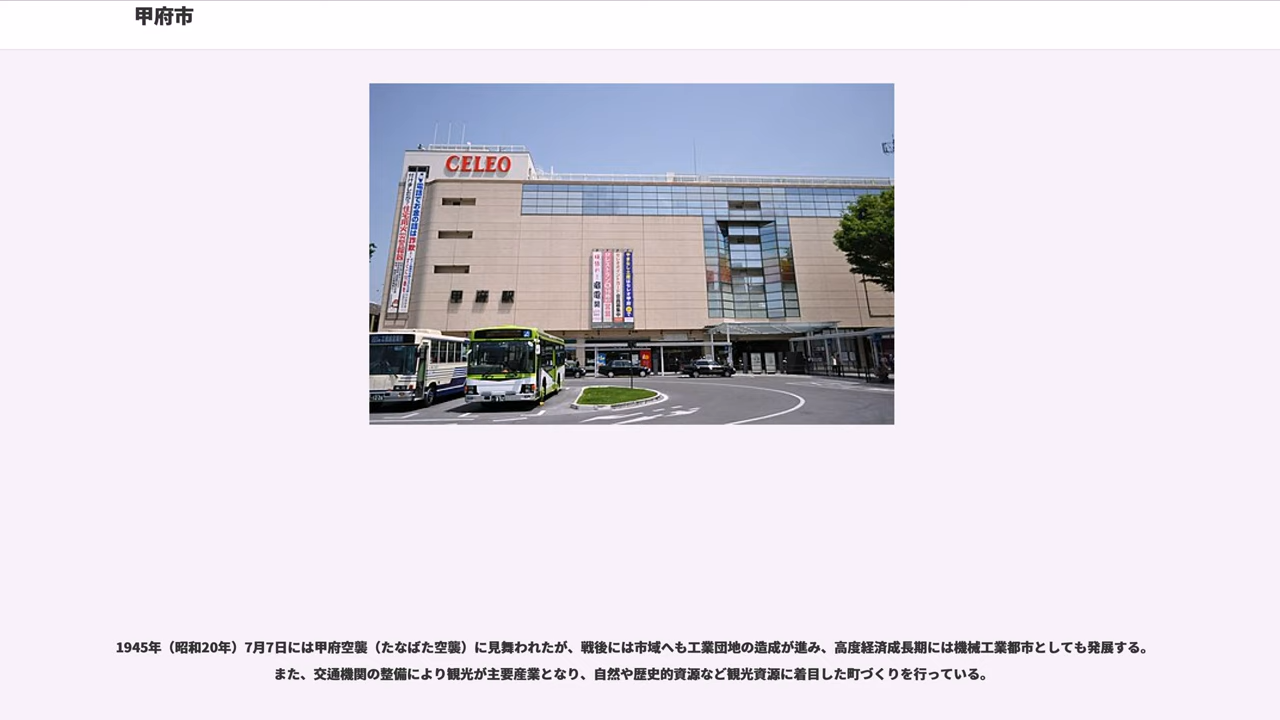 甲府市
CELEO
甲府駅
1945年（昭和20年）7月7日には甲府空襲（たなばた空襲）に見舞われたが、戦後には市域へも工業団地の造成が進み、高度経済成長期には機械工業都市としても発展する。
また、交通機関の整備により観光が主要産業となり、自然や歴史的資源など観光資源に着目した町づくりを行っている。